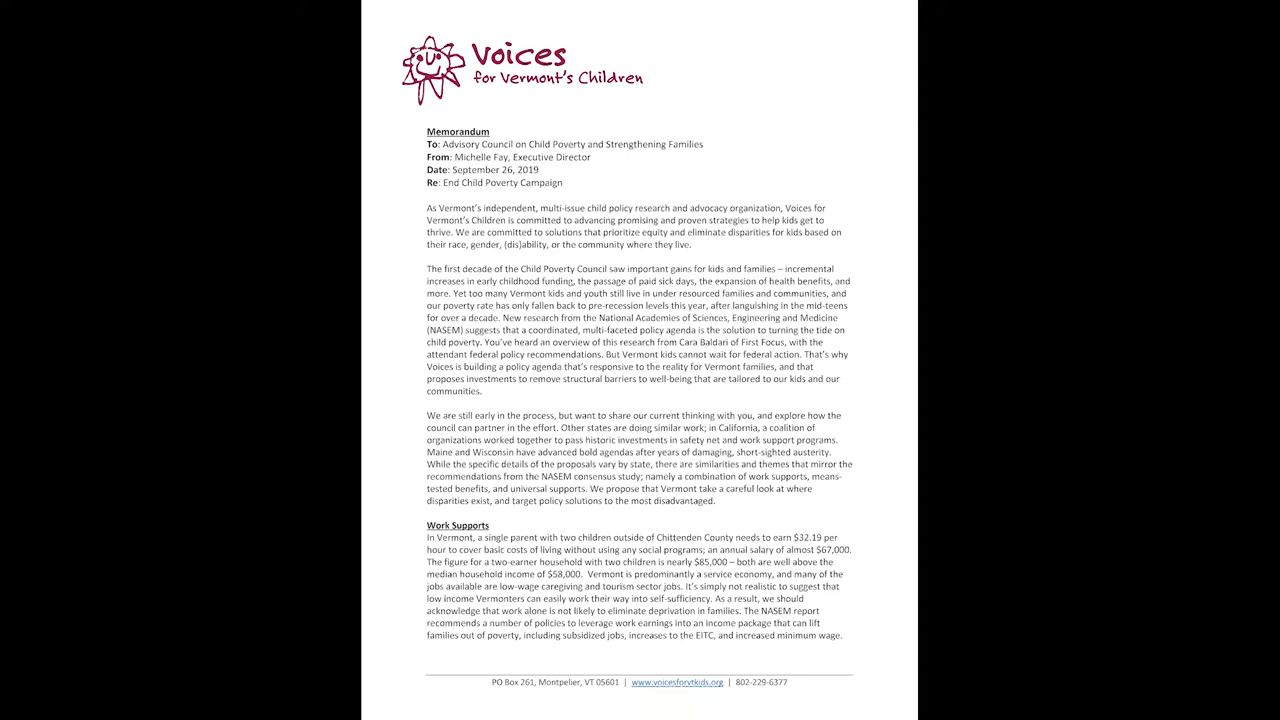 Voices
for Vermont's Children
Memorandum
To: Advisory Council on Child Poverty and Strengthening Families
From: Michelle Fay, Executive Director
Date: September 26, 2019
Re: End Child Poverty Campaign
As Vermont's independent, multi-issue child policy research and advocacy organization, Voices for
Vermont's Children is committed to advancing promising and proven strategies to help kids get to
thrive. We are committed to solutions that prioritize equity and eliminate disparities for kids based on
their race, gender, (dis)ability, or the community where they live.
The first decade of the Child Poverty Council saw important gains for kids and families – incremental
increases in early childhood funding, the passage of paid sick days, the expansion of health benefits, and
more. Yet too many Vermont kids and youth still live in under resourced families and communities, and
our poverty rate has only fallen back to pre-recession levels this year, after languishing in the mid-teens
for over a decade. New research from the National Academies of Sciences, Engineering and Medicine
(NASEM) suggests that a coordinated, multi-faceted policy agenda is the solution to turning the tide on
child poverty. You've heard an overview of this research from Cara Baldari of First Focus, with the
attendant federal policy recommendations. But Vermont kids cannot wait for federal action. That's why
Voices is building a policy agenda that's responsive to the reality for Vermont families, and that
proposes investments to remove structural barriers to well-being that are tailored to our kids and our
communities.
We are still early in the process, but want to share our current thinking with you, and explore how the
council can partner in the effort. Other states are doing similar work; in California, a coalition of
organizations worked together to pass historic investments in safety net and work support programs.
Maine and Wisconsin have advanced bold agendas after years of damaging, short-sighted austerity.
While the specific details of the proposals vary by state, there are similarities and themes that mirror the
recommendations from the NASEM consensus study; namely a combination of work supports, means-
tested benefits, and universal supports. We propose that Vermont take a careful look at where
disparities exist, and target policy solutions to the most disadvantaged.
Work Supports
In Vermont, a single parent with two children outside of Chittenden County needs to earn $32.19 per
hour to cover basic costs of living without using any social programs; an annual salary of almost $67,000.
The figure for a two-earner household with two children is nearly $85,000 – both are well above the
median household income of $58,000.  Vermont is predominantly a service economy, and many of the
jobs available are low-wage caregiving and tourism sector jobs. It's simply not realistic to suggest that
low income Vermonters can easily work their way into self-sufficiency. As a result, we should
acknowledge that work alone is not likely to eliminate deprivation in families. The NASEM report
recommends a number of policies to leverage work earnings into an income package that can lift
families out of poverty, including subsidized jobs, increases to the EITC, and increased minimum wage.
PO Box 261, Montpelier, VT 05601 | www.voicesforvtkids.org | 802-229-6377